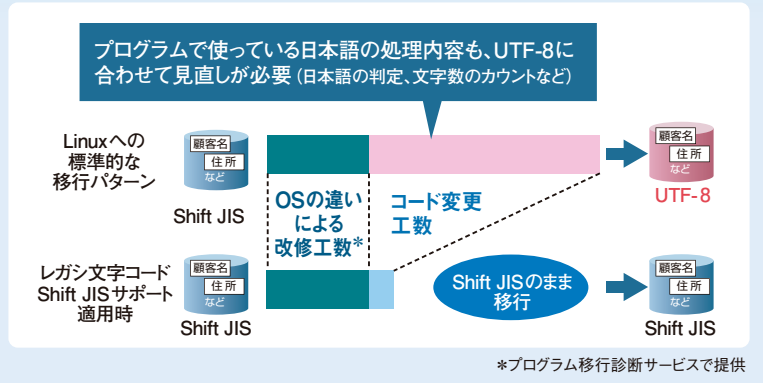 プログラムで使っている日本語の処理内容も、UTF-8に
合わせて見直しが必要（日本語の判定、文字数のカウントなど）
Linuxへの
標準的な
移行パターン
顧客名
住所
など
Shift JIS
顧客名
住所
など
UTF-8
OSの違い
による
改修工数*
コード変更
工数
レガシ文字コード
Shift JISサポート
適用時
顧客名
住所
など
Shift JIS
Shift JISのまま
移行
顧客名
住所
など
Shift JIS
*プログラム移行診断サービスで提供